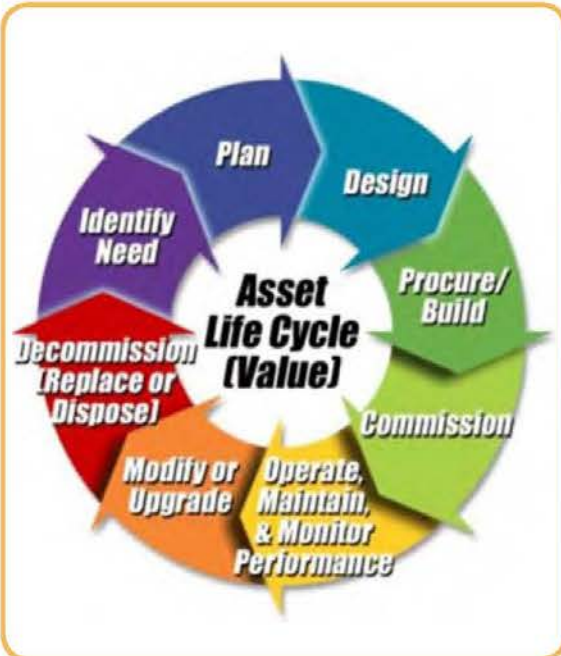 Plan
Design
Identify
Need
Procure/
Build
Asset
Life Cycle
(Value)
Decommission
(Replace or
Dispose)
Commission
Modify or
Upgrade
Operate,
Maintain,
& Monitor
Performance